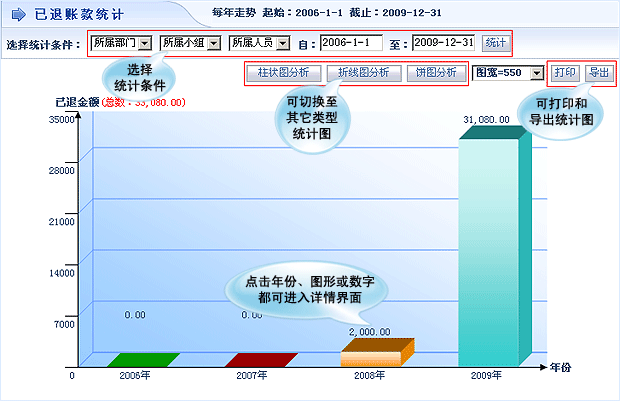 已退账款统计
每年走势 起始：2006-1-1 截止：2009-12-31
选择统计条件： 所属部门 所属小组 所属人员 自：2006-1-1 至：2009-12-31 统计
柱状图分析 折线图分析 饼图分析 图宽=550 打印 导出
选择
统计条件
可切换至
其它类型
统计图
可打印和
导出统计图
已退金额(总数：33,080.00)
35000
28000
21000
14000
7000
0
31,080.00
点击年份、图形或数字
都可进入详情界面
0.00
0.00
2,000.00
2006年 2007年 2008年 2009年
年份